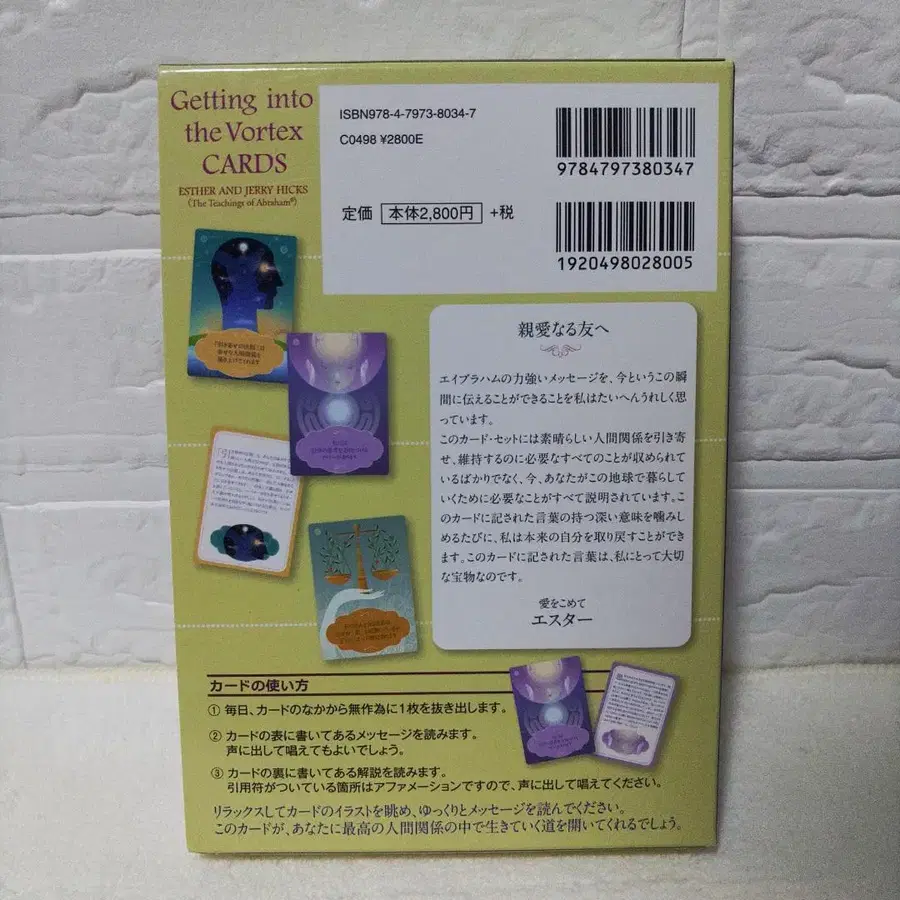 Getting into
the Vortex
CARDS
ESTHER AND JERRY HICKS
(The Teachings of Abraham®)
ISBN978-4-7973-8034-7
C0498 ¥2800E
定価 本体2,800円 +税
9784797380347
1920498028005
親愛なる友へ
エイブラハムの力強いメッセージを、今というこの瞬
間に伝えることができることを私はたいへんうれしく思
っています。
このカード・セットには素晴らしい人間関係を引き寄
せ、維持するのに必要なすべてのことが収められて
いるばかりでなく、今、あなたがこの地球で暮らしてい
くために必要なことがすべて説明されています。こ
のカードに記された言葉の持つ深い意味を噛みし
めるたびに、私は本来の自分を取り戻すことができ
ます。このカードに記された言葉は、私にとって大切
な宝物なのです。
愛をこめて
エスター
カードの使い方
① 毎日、カードのなかから無作為に1枚を抜き出します。
② カードの表に書いてあるメッセージを読みます。
声に出して唱えてもよいでしょう。
③ カードの裏に書いてある解説を読みます。
引用符がついている箇所はアファメーションですので、声に出して唱えてください。
リラックスしてカードのイラストを眺め、ゆっくりとメッセージを読んでください。
このカードが、あなたに最高の人間関係の中で生きていく道を開いてくれるでしょう。